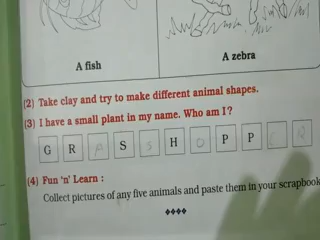 A fish
A zebra
(2) Take clay and try to make different animal shapes.
(3) I have a small plant in my name. Who am I?
G R A S S H O P P E R
(4) Fun 'n' Learn :
Collect pictures of any five animals and paste them in your scrapbook